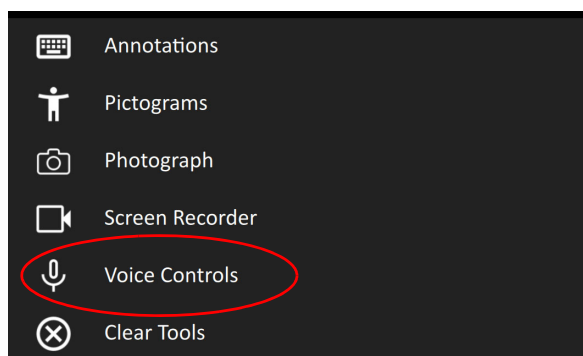 Annotations
Pictograms
Photograph
Screen Recorder
Voice Controls
Clear Tools